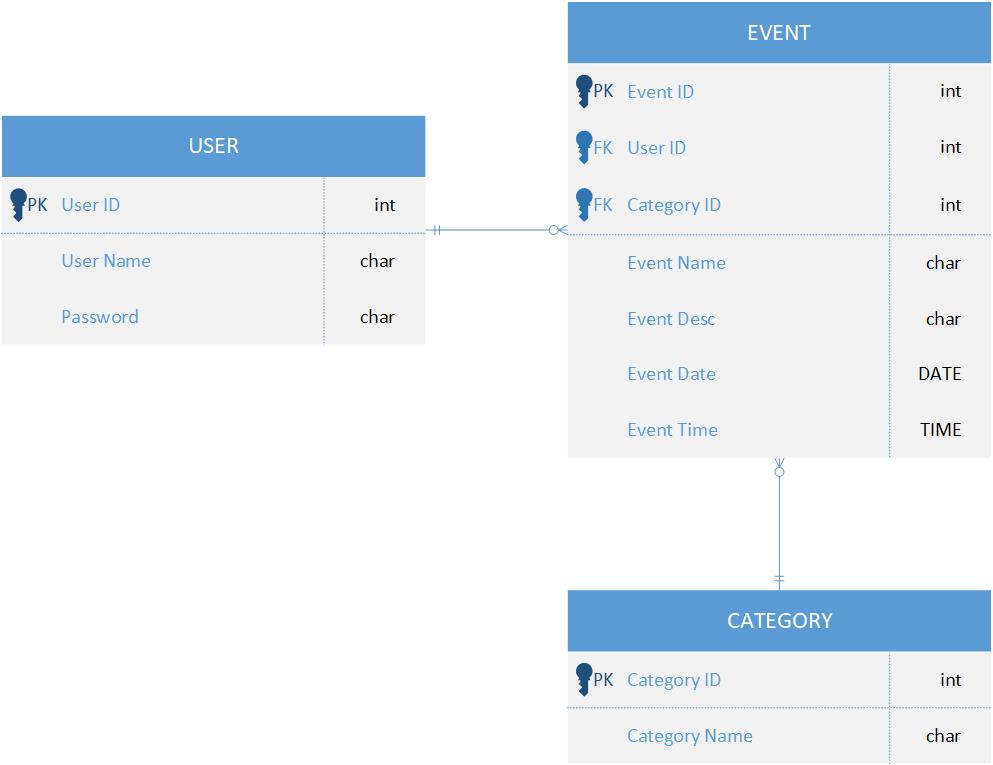 USER
PK User ID int
User Name char
Password char
EVENT
PK Event ID int
FK User ID int
FK Category ID int
Event Name char
Event Desc char
Event Date DATE
Event Time TIME
CATEGORY
PK Category ID int
Category Name char